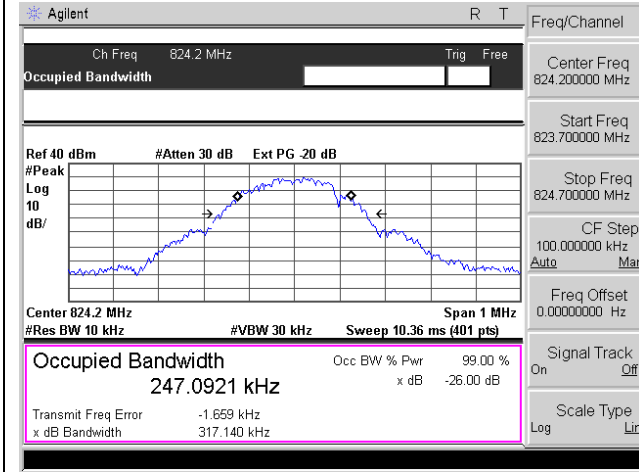 Agilent R T
Ch Freq 824.2 MHz Trig Free
Occupied Bandwidth
Ref 40 dBm #Atten 30 dB Ext PG -20 dB
#Peak
Log
10
dB/
Center 824.2 MHz Span 1 MHz
#Res BW 10 kHz #VBW 30 kHz Sweep 10.36 ms (401 pts)
Occupied Bandwidth Occ BW % Pwr 99.00 %
247.0921 kHz x dB -26.00 dB
Transmit Freq Error -1.659 kHz
x dB Bandwidth 317.140 kHz
Freq/Channel
Center Freq
824.200000 MHz
Start Freq
823.700000 MHz
Stop Freq
824.700000 MHz
CF Step
100.000000 kHz
Auto Mar
Freq Offset
0.00000000 Hz
Signal Track
On Off
Scale Type
Log Lir